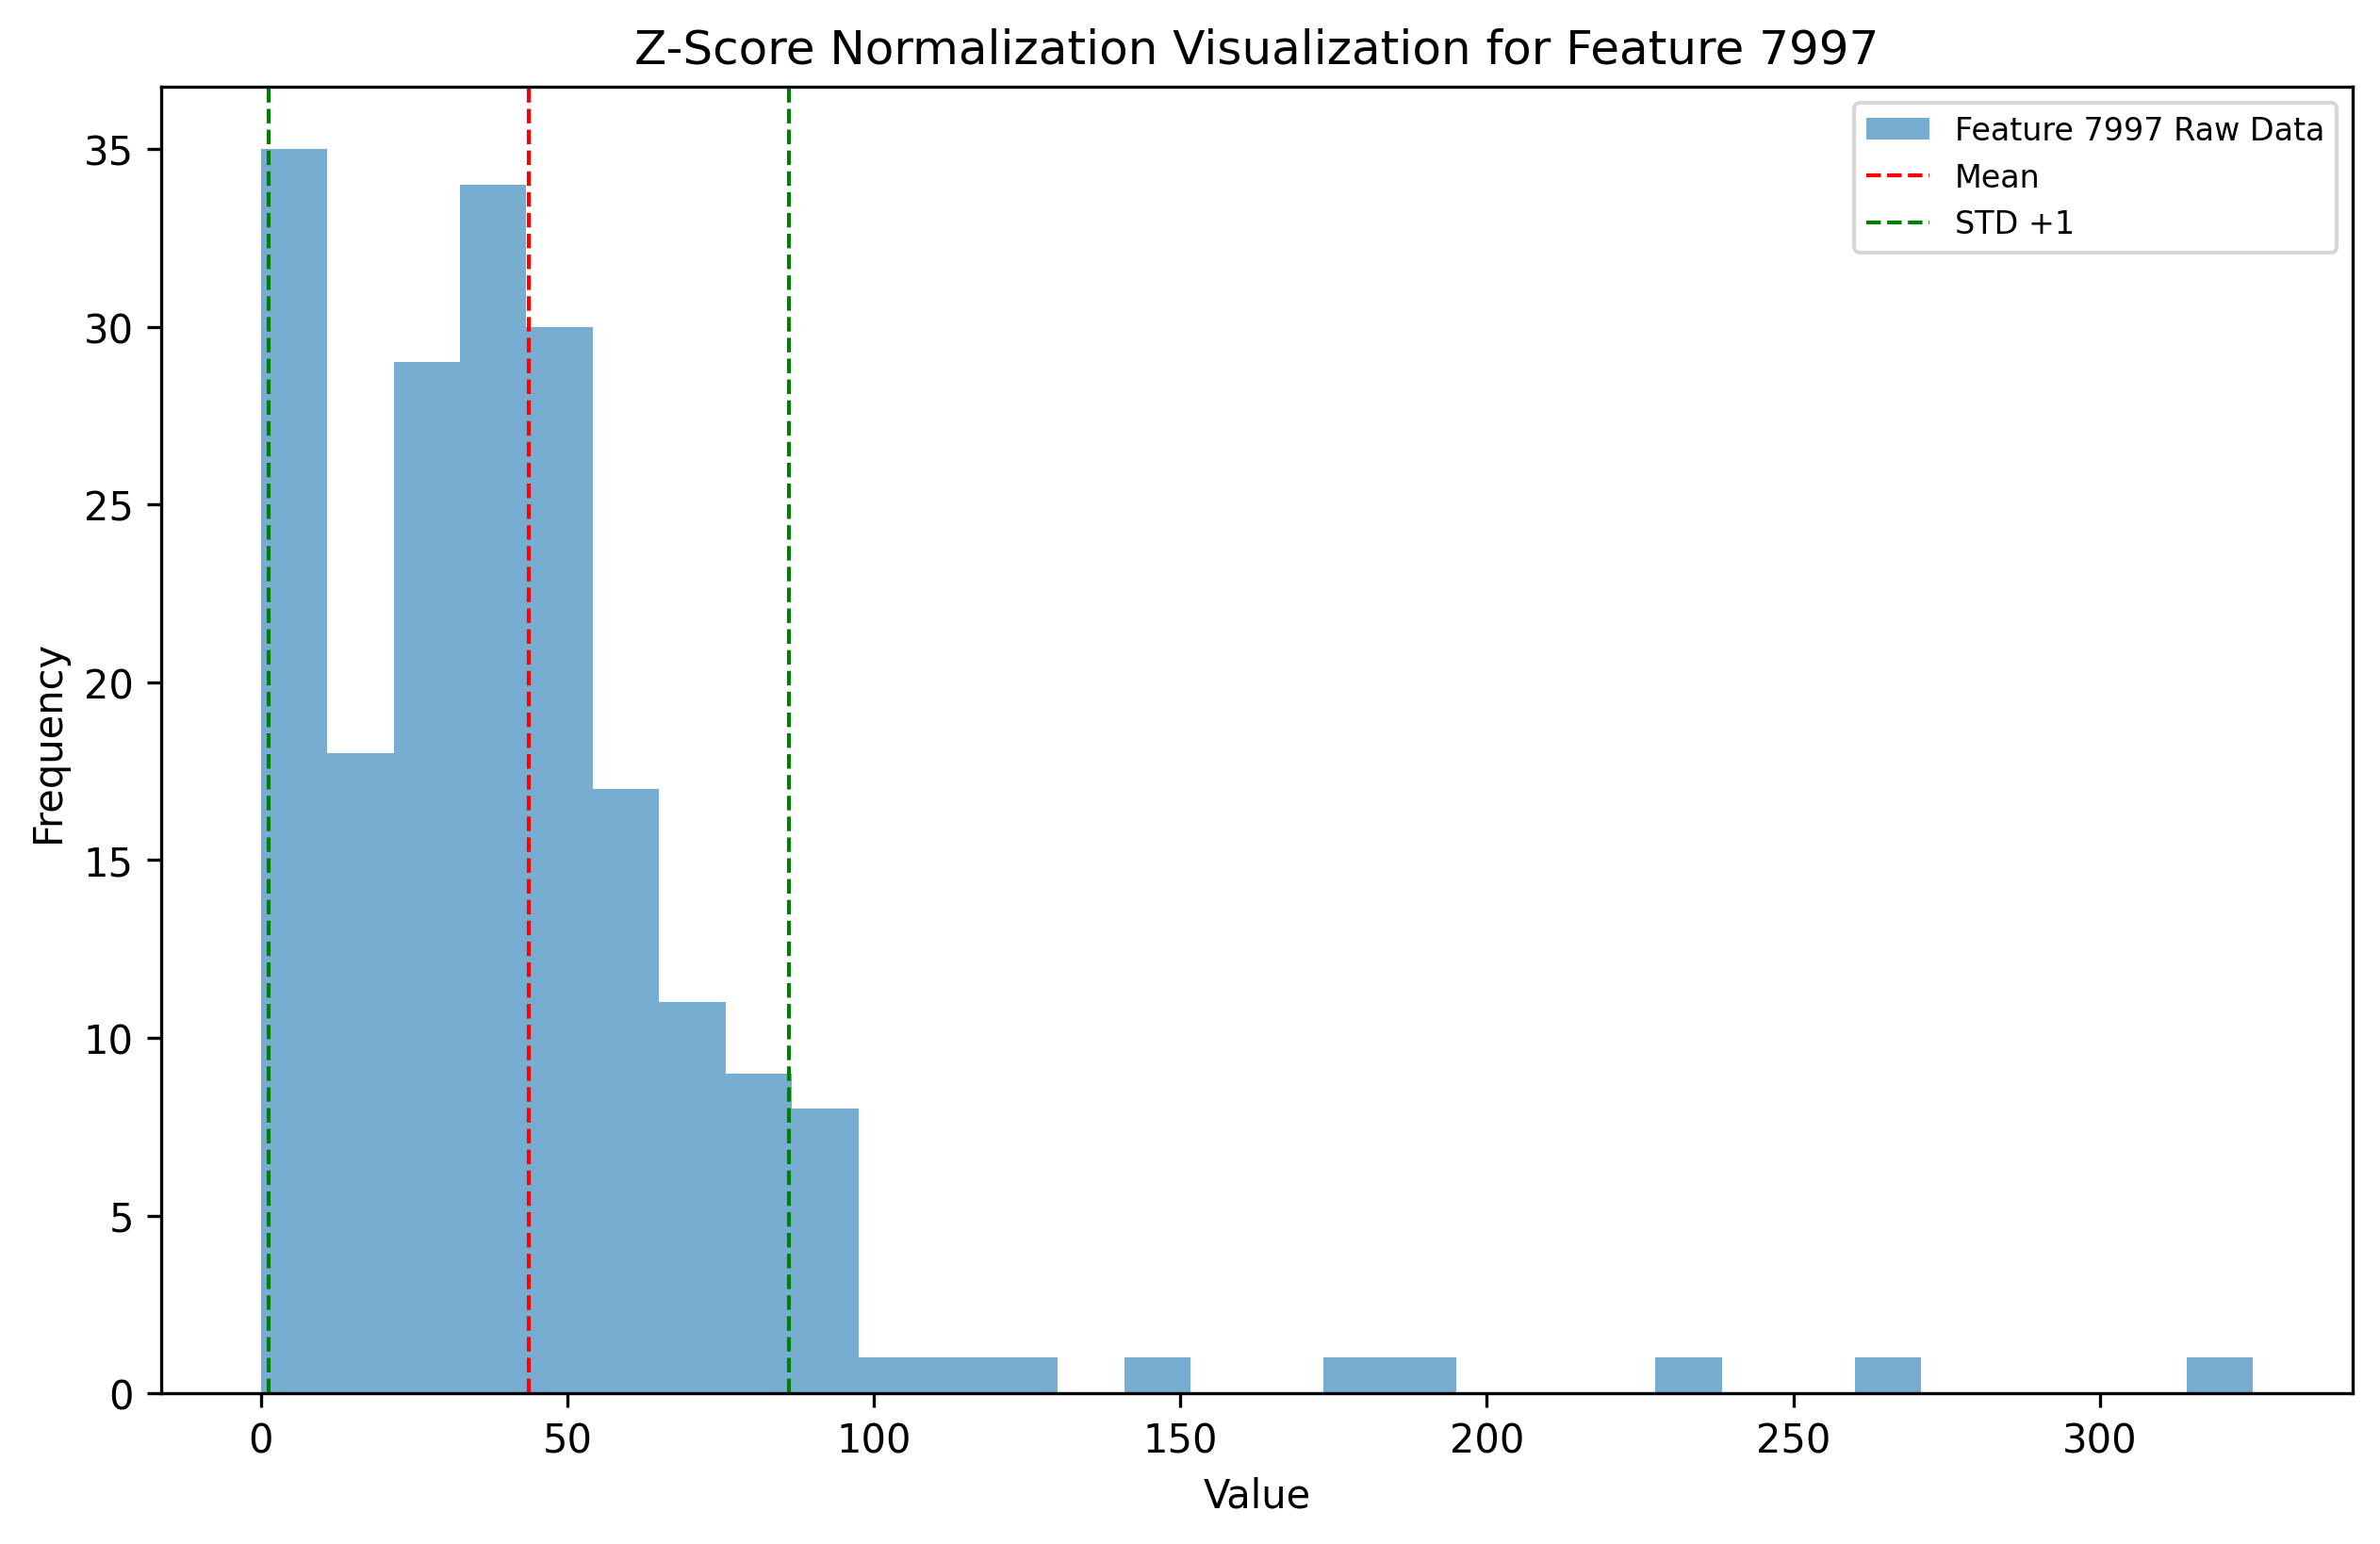 Z-Score Normalization Visualization for Feature 7997
Feature 7997 Raw Data
Mean
STD +1
35
30
25
20
15
10
5
0
Frequency
0 50 100 150 200 250 300
Value